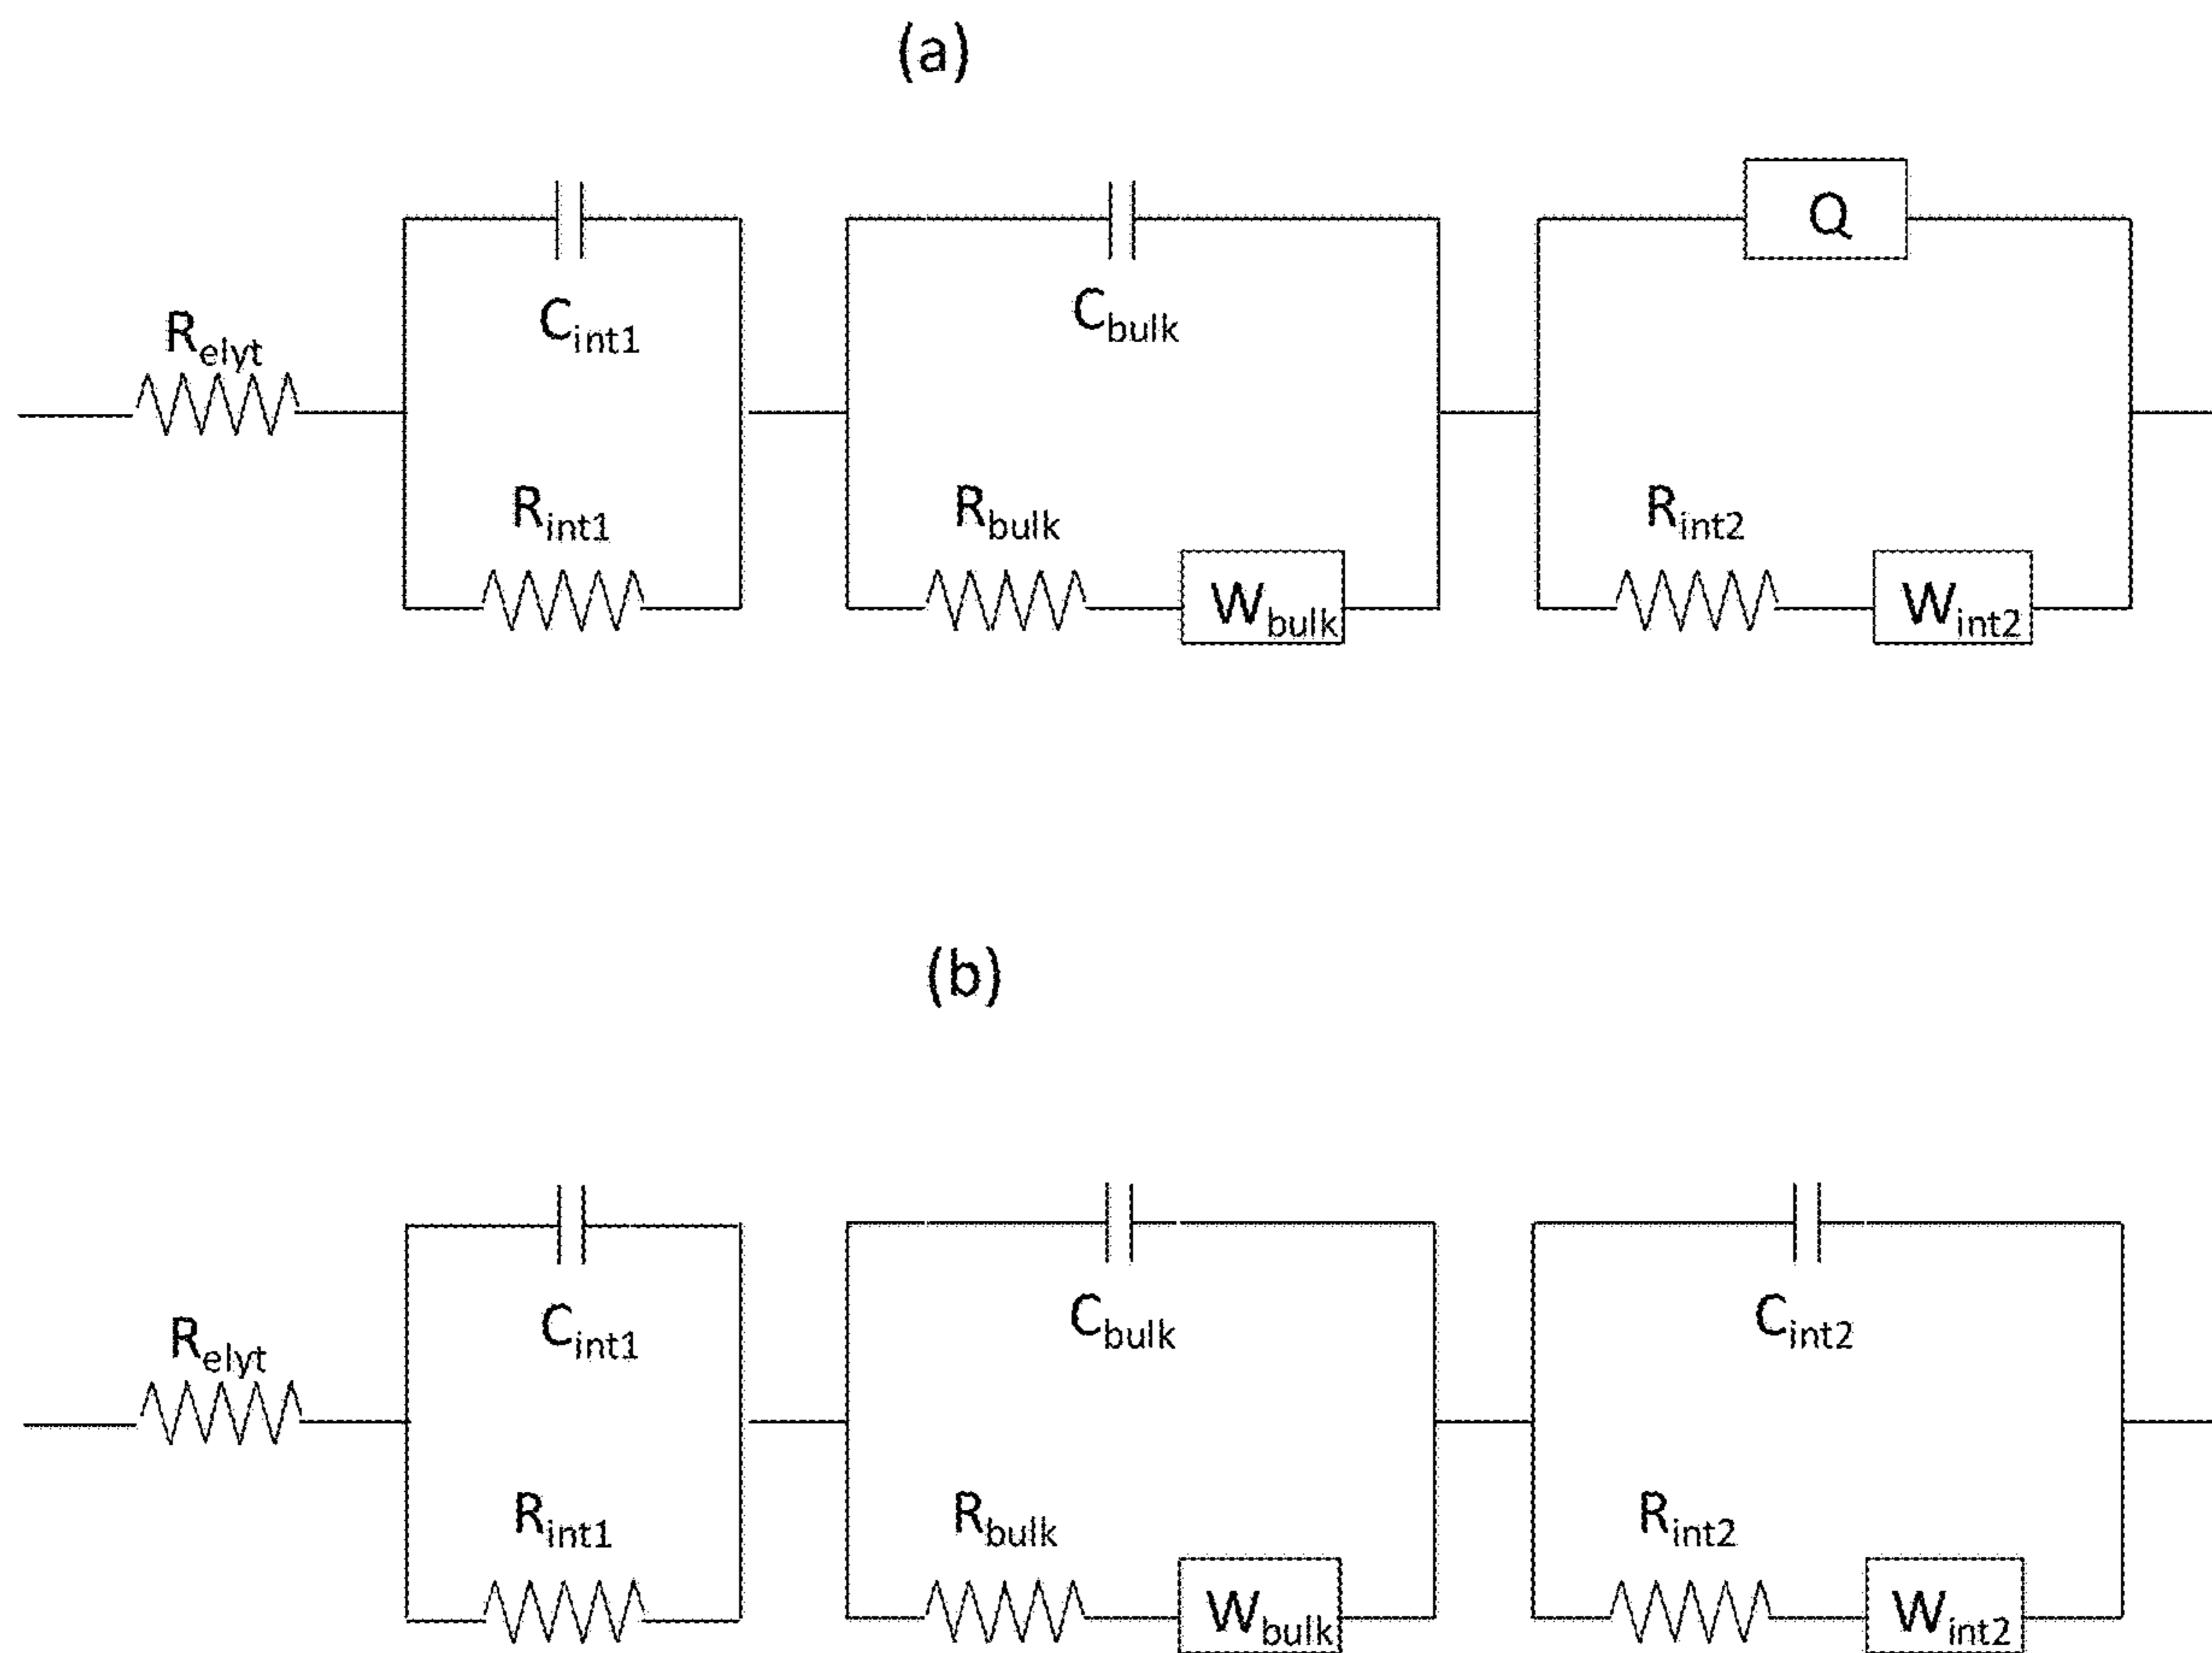 (a)
Q
C_int1
C_bulk
R_elyt
R_int1
R_bulk
R_int2
W_bulk
W_int2
(b)
C_int1
C_bulk
C_int2
R_elyt
R_int1
R_bulk
R_int2
W_bulk
W_int2